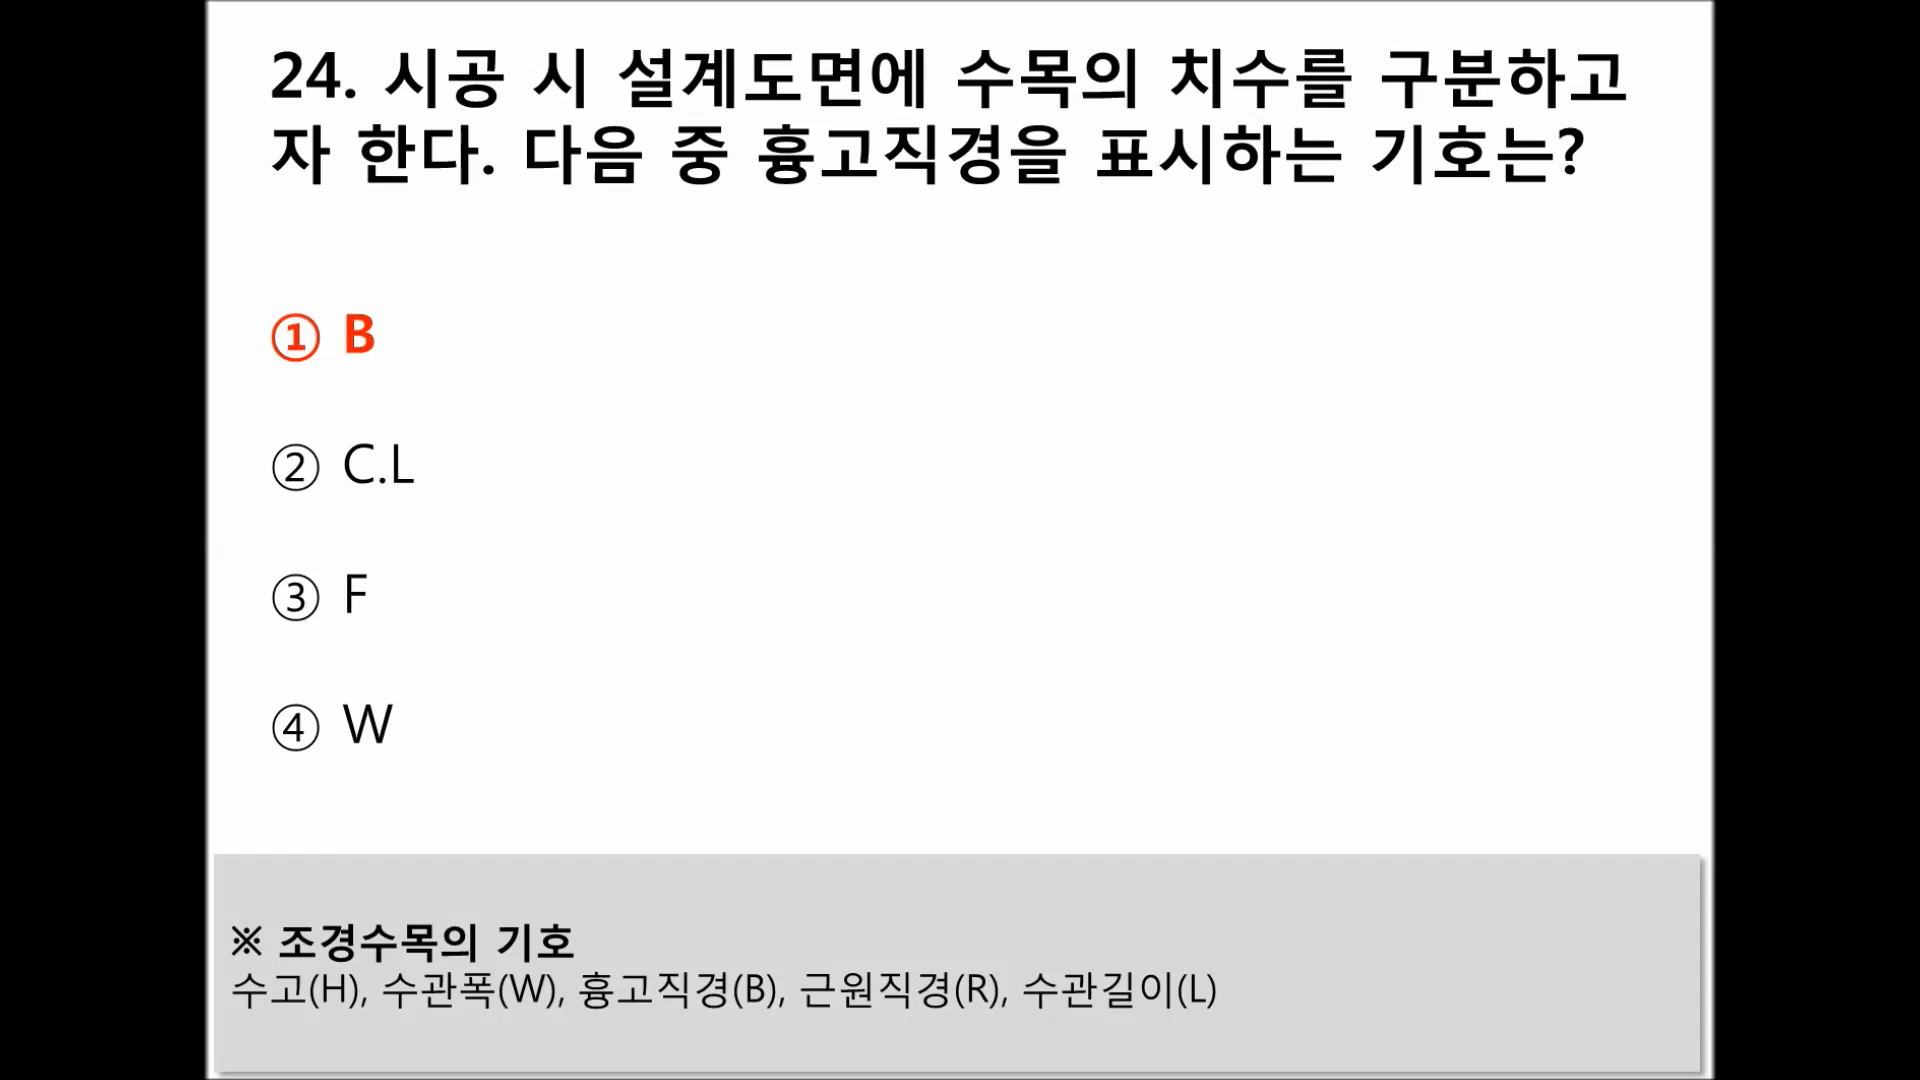 24. 시공 시 설계도면에 수목의 치수를 구분하고
자 한다. 다음 중 흉고직경을 표시하는 기호는?
① B
② C.L
③ F
④ W
※ 조경수목의 기호
수고(H), 수관폭(W), 흉고직경(B), 근원직경(R), 수관길이(L)